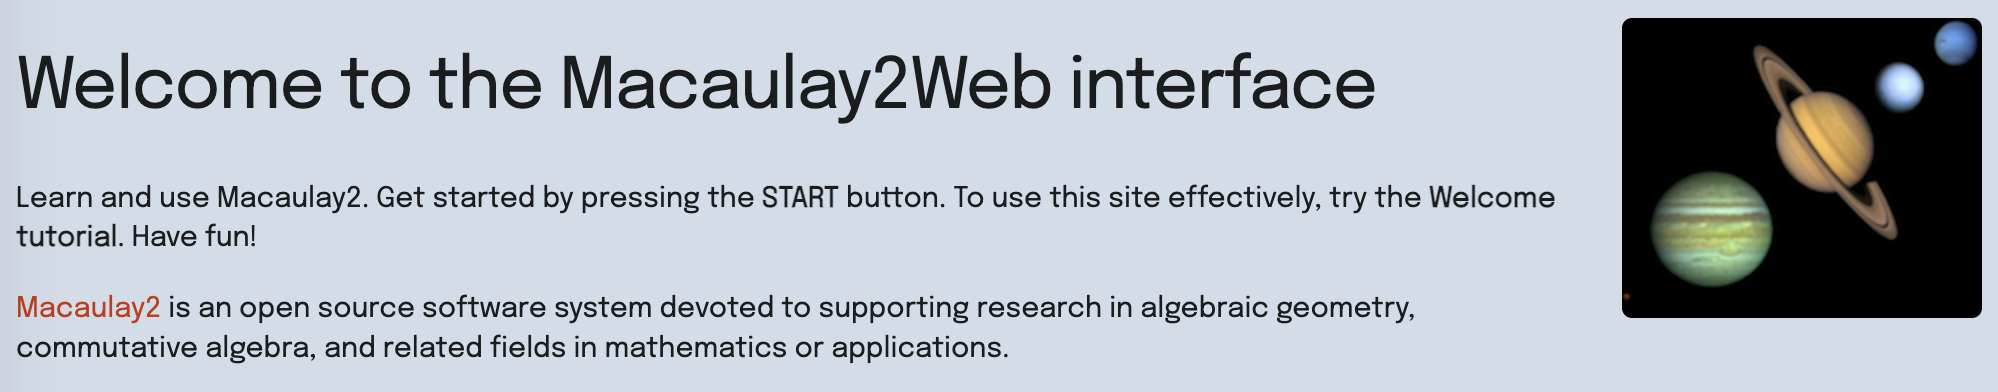 Welcome to the Macaulay2Web interface
Learn and use Macaulay2. Get started by pressing the START button. To use this site effectively, try the Welcome
tutorial. Have fun!
Macaulay2 is an open source software system devoted to supporting research in algebraic geometry,
commutative algebra, and related fields in mathematics or applications.